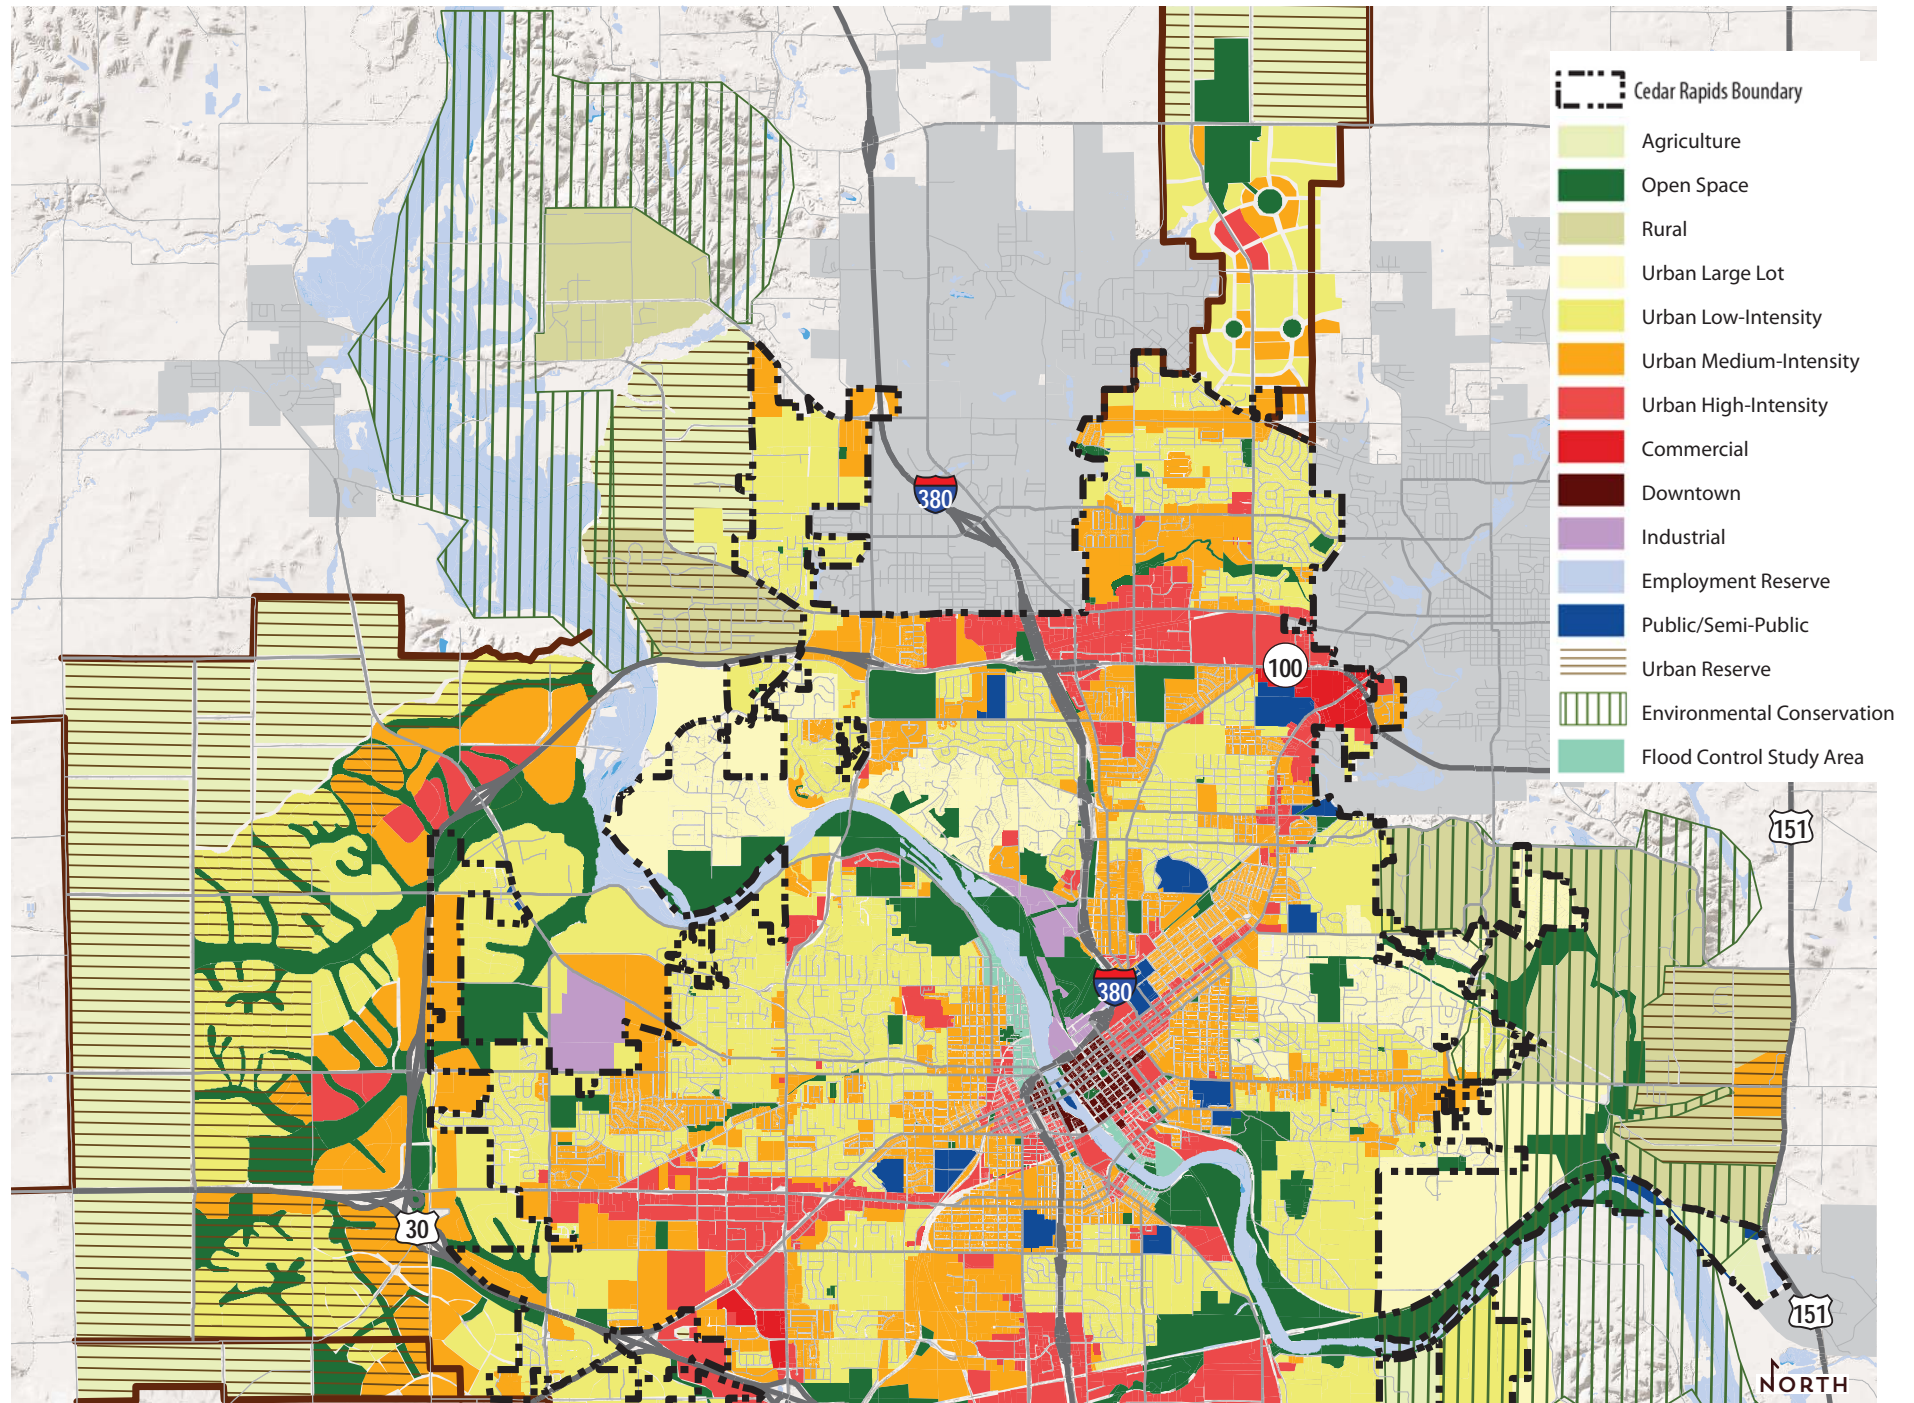 Cedar Rapids Boundary
Agriculture
Open Space
Rural
Urban Large Lot
Urban Low-Intensity
Urban Medium-Intensity
Urban High-Intensity
Commercial
Downtown
Industrial
Employment Reserve
Public/Semi-Public
Urban Reserve
Environmental Conservation
Flood Control Study Area
380
100
151
380
30
151
NORTH